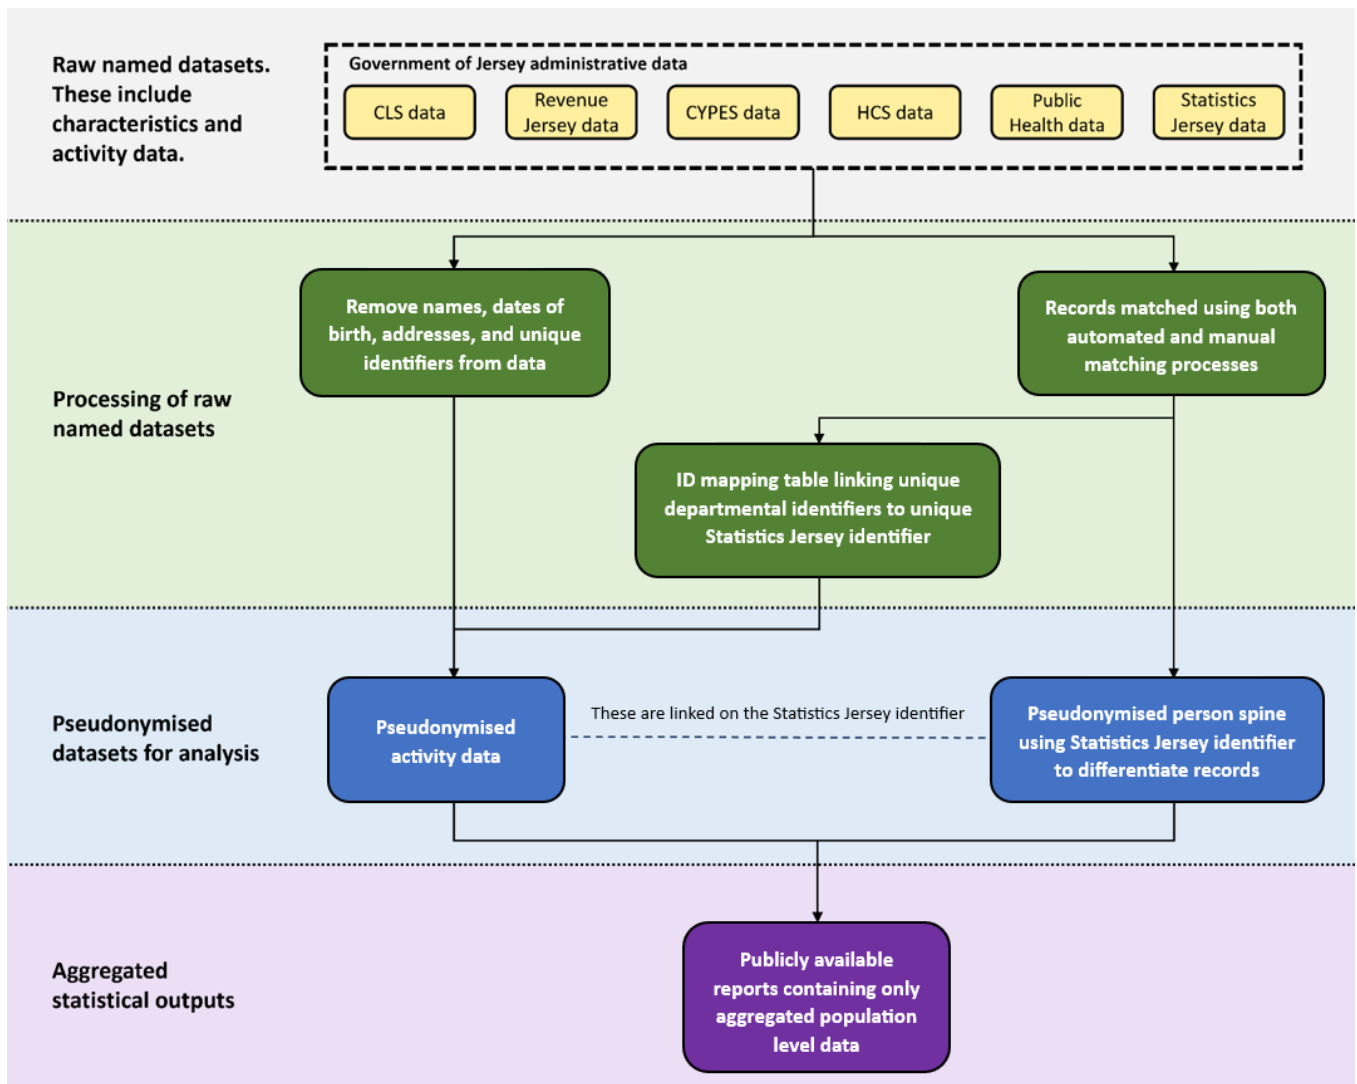 Raw named datasets.
These include
characteristics and
activity data.
Government of Jersey administrative data
CLS data
Revenue
Jersey data
CYPES data
HCS data
Public
Health data
Statistics
Jersey data
Processing of raw
named datasets
Remove names, dates of
birth, addresses, and unique
identifiers from data
Records matched using both
automated and manual
matching processes
ID mapping table linking unique
departmental identifiers to unique
Statistics Jersey identifier
Pseudonymised
datasets for analysis
Pseudonymised
activity data
These are linked on the Statistics Jersey identifier
Pseudonymised person spine
using Statistics Jersey identifier
to differentiate records
Aggregated
statistical outputs
Publicly available
reports containing only
aggregated population
level data